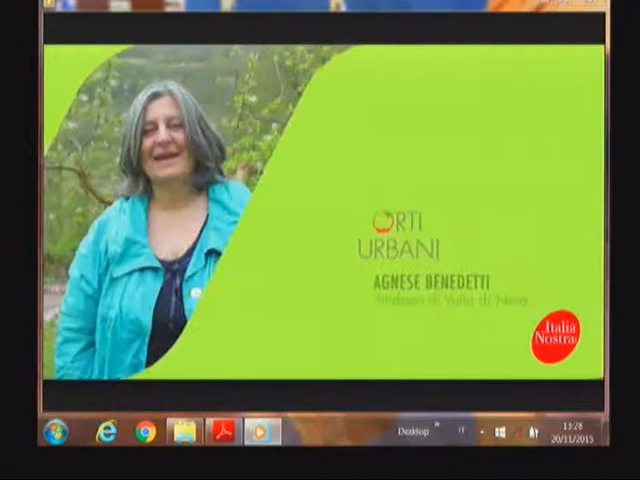 ORTI
URBANI
AGNESE BENEDETTI
Sindaco di Vallo di Nera
Italia
Nostra
Desktop
IT
13:28
20/11/2015